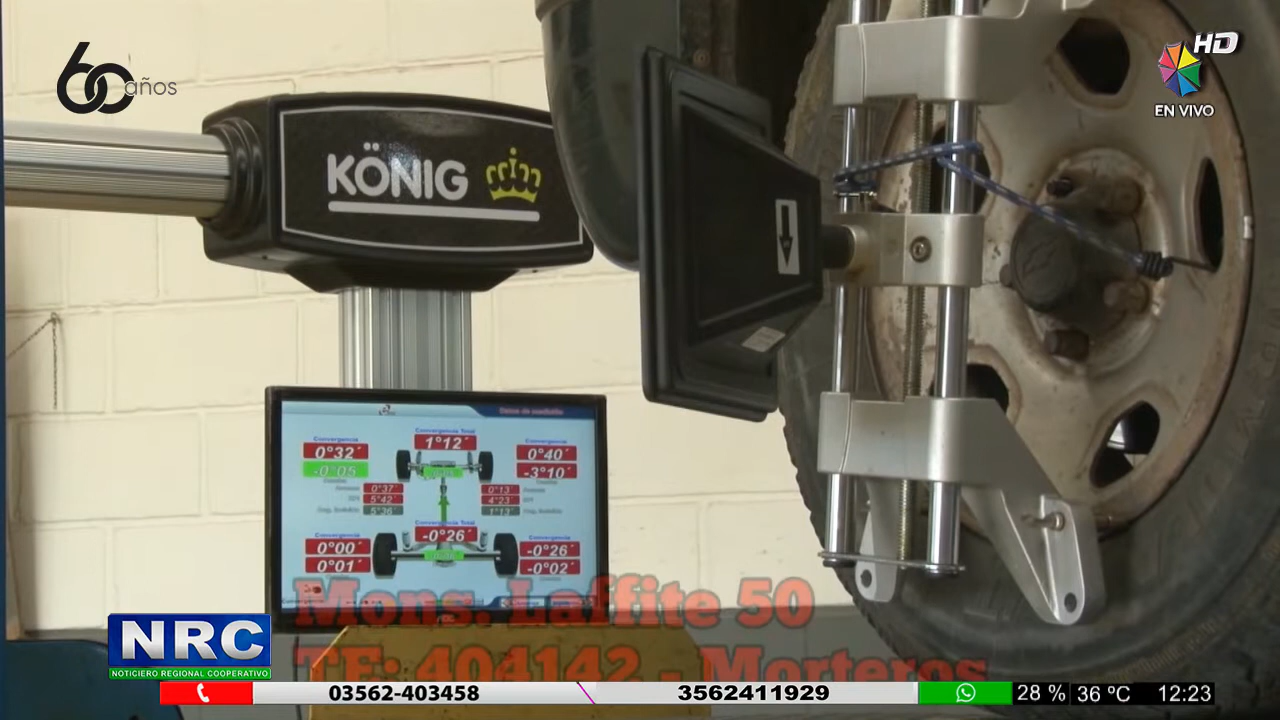 60 años
HD
EN VIVO
KÖNIG
Convergencia Total
Convergencia
1°12´
Convergencia
0°32´
0°40´
-0°05´
-3°10´
0°37´
0°13´
5°42´
4°23´
5°36´
1°13´
Convergencia Total
Convergencia
-0°26´
Convergencia
0°00´
-0°26´
0°01´
-0°02´
Mons. Laffite 50
TE: 404142 - Morteros
NRC
NOTICIERO REGIONAL COOPERATIVO
03562-403458
3562411929
28 %
36 ºC
12:23